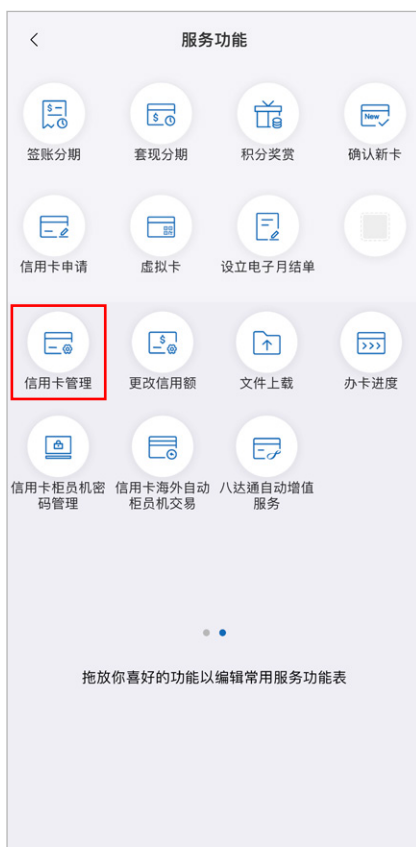 服务功能
签账分期
套现分期
积分奖赏
New
确认新卡
信用卡申请
虚拟卡
设立电子月结单
信用卡管理
更改信用额
文件上载
办卡进度
信用卡柜员机密
码管理
信用卡海外自动
柜员机交易
八达通自动增值
服务
拖放你喜好的功能以编辑常用服务功能表